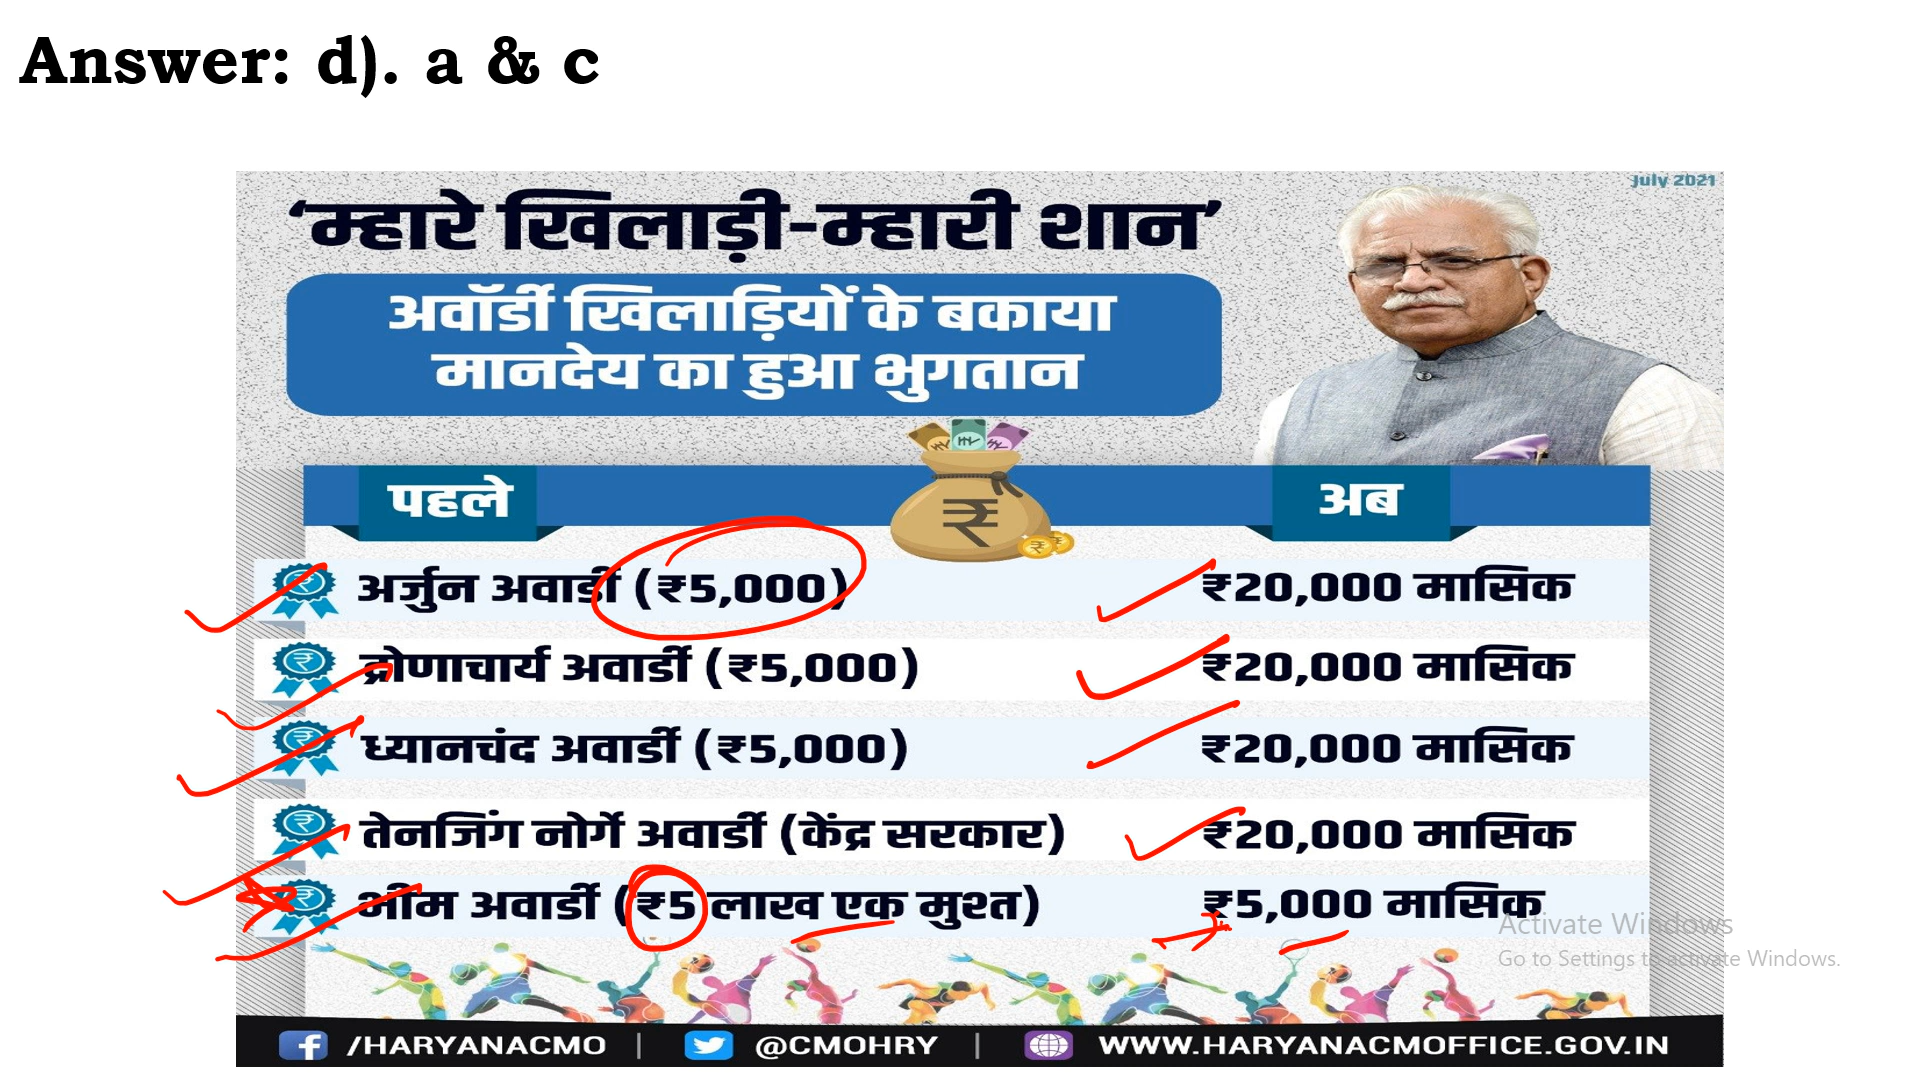 Answer: d). a & c
July 2021
‘म्हारे खिलाड़ी-म्हारी शान’
अवॉर्डी खिलाड़ियों के बकाया
मानदेय का हुआ भुगतान
पहले
अब
अर्जुन अवार्डी (₹5,000) ₹20,000 मासिक
द्रोणाचार्य अवार्डी (₹5,000) ₹20,000 मासिक
ध्यानचंद अवार्डी (₹5,000) ₹20,000 मासिक
तेनजिंग नोर्गे अवार्डी (केंद्र सरकार) ₹20,000 मासिक
भीम अवार्डी (₹5 लाख एक मुश्त) ₹5,000 मासिक
Activate Windows
Go to Settings to activate Windows.
/HARYANACMO | @CMOHRY | WWW.HARYANACMOFFICE.GOV.IN